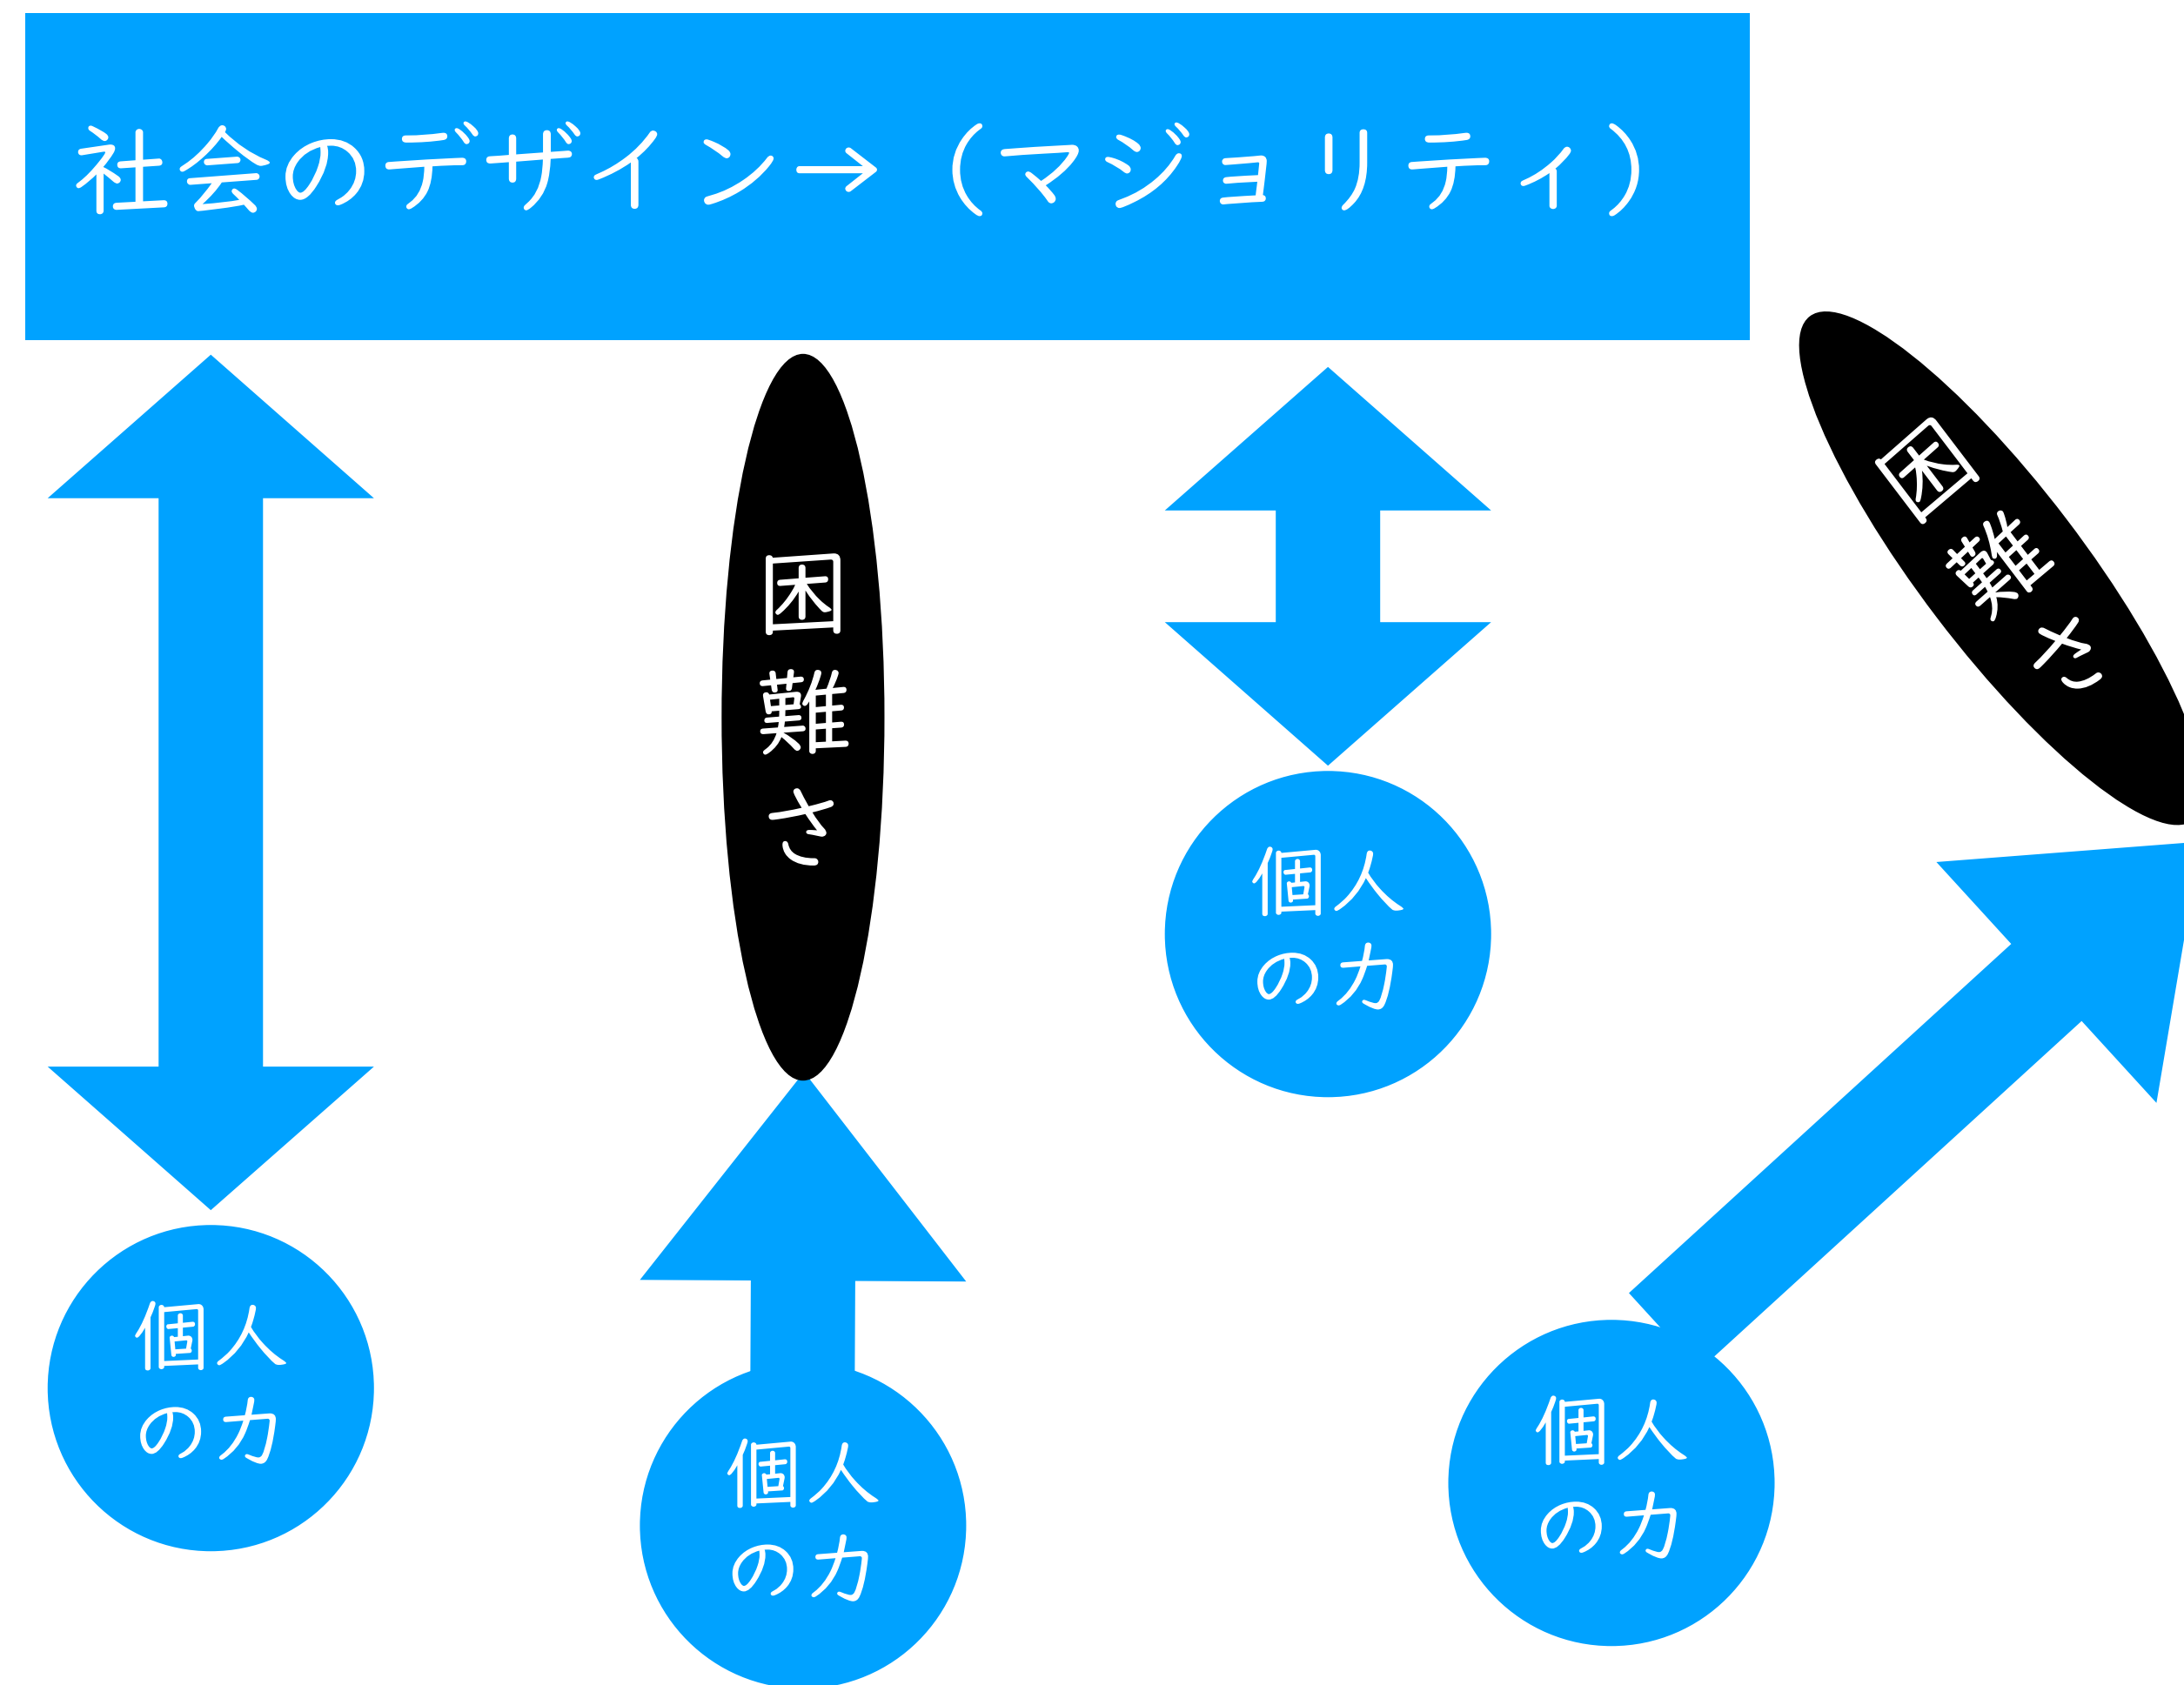 社会のデザイン→（マジョリティ）
困難さ
困難さ
個人
の力
個人
の力
個人
の力
個人
の力